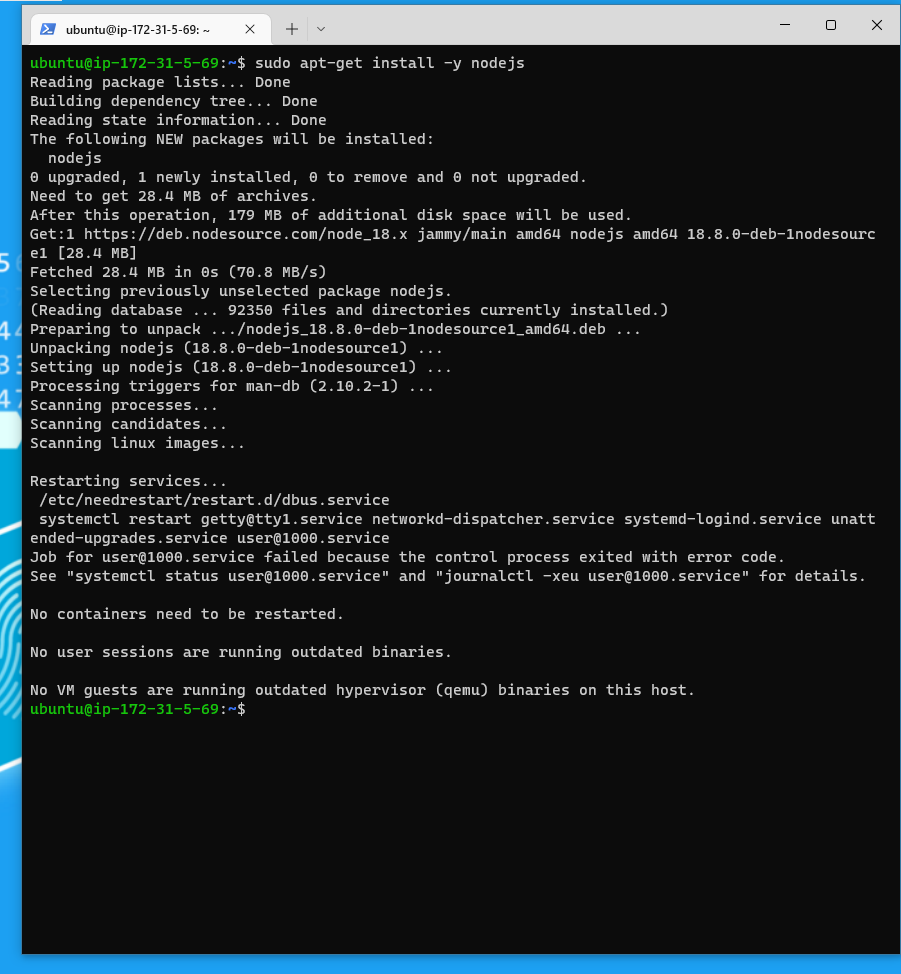 ubuntu@ip-172-31-5-69: ~
ubuntu@ip-172-31-5-69:~$ sudo apt-get install -y nodejs
Reading package lists... Done
Building dependency tree... Done
Reading state information... Done
The following NEW packages will be installed:
  nodejs
0 upgraded, 1 newly installed, 0 to remove and 0 not upgraded.
Need to get 28.4 MB of archives.
After this operation, 179 MB of additional disk space will be used.
Get:1 https://deb.nodesource.com/node_18.x jammy/main amd64 nodejs amd64 18.8.0-deb-1nodesourc
e1 [28.4 MB]
Fetched 28.4 MB in 0s (70.8 MB/s)
Selecting previously unselected package nodejs.
(Reading database ... 92350 files and directories currently installed.)
Preparing to unpack .../nodejs_18.8.0-deb-1nodesource1_amd64.deb ...
Unpacking nodejs (18.8.0-deb-1nodesource1) ...
Setting up nodejs (18.8.0-deb-1nodesource1) ...
Processing triggers for man-db (2.10.2-1) ...
Scanning processes...
Scanning candidates...
Scanning linux images...

Restarting services...
 /etc/needrestart/restart.d/dbus.service
 systemctl restart getty@tty1.service networkd-dispatcher.service systemd-logind.service unatt
ended-upgrades.service user@1000.service
Job for user@1000.service failed because the control process exited with error code.
See "systemctl status user@1000.service" and "journalctl -xeu user@1000.service" for details.

No containers need to be restarted.

No user sessions are running outdated binaries.

No VM guests are running outdated hypervisor (qemu) binaries on this host.
ubuntu@ip-172-31-5-69:~$